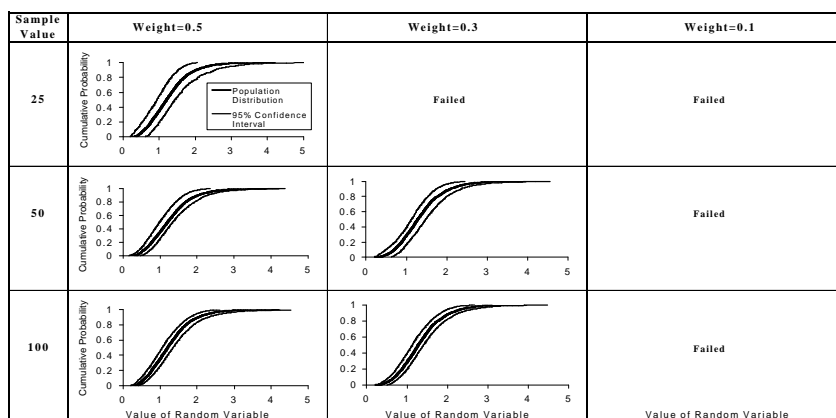 Sample
Value
Weight=0.5
Weight=0.3
Weight=0.1
25
Cumulative Probability
1
0.8
0.6
0.4
0.2
0
0 1 2 3 4 5
Population
Distribution
95% Confidence
Interval
Failed
Failed
50
Cumulative Probability
1
0.8
0.6
0.4
0.2
0
0 1 2 3 4 5
1
0.8
0.6
0.4
0.2
0
0 1 2 3 4 5
Failed
100
Cumulative Probability
1
0.8
0.6
0.4
0.2
0
0 1 2 3 4 5
Value of Random Variable
1
0.8
0.6
0.4
0.2
0
0 1 2 3 4 5
Value of Random Variable
Failed
Value of Random Variable